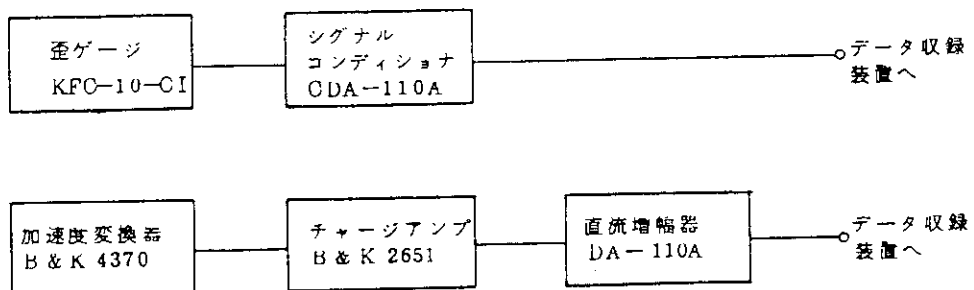 歪ゲージ
KFC-10-C1
シグナル
コンディショナ
CDA-110A
データ収録
装置へ
加速度変換器
B & K 4370
チャージアンプ
B & K 2651
直流増幅器
DA-110A
データ収録
装置へ